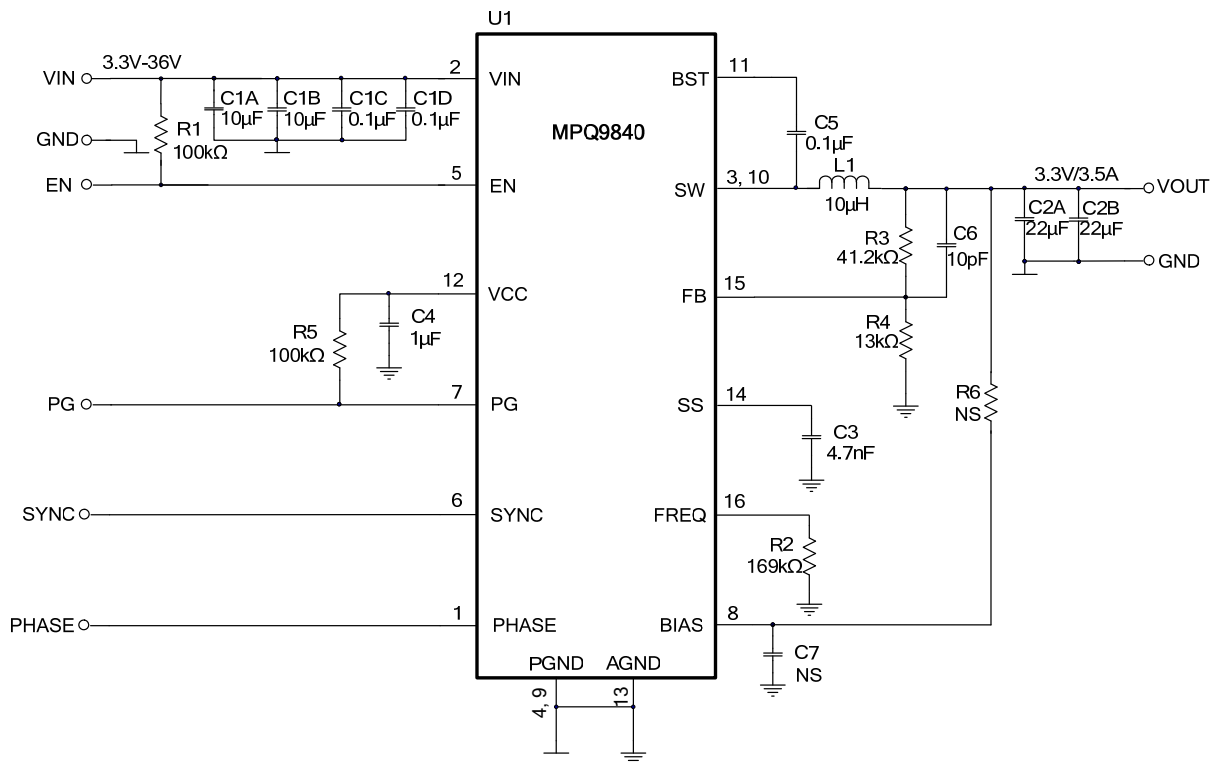 U1
MPQ9840
VIN
3.3V-36V
2
VIN
C1A
10µF
C1B
10µF
C1C
0.1µF
C1D
0.1µF
GND
R1
100kΩ
EN
5
EN
12
VCC
R5
100kΩ
C4
1µF
PG
7
PG
SYNC
6
SYNC
PHASE
1
PHASE
PGND
AGND
4, 9
13
BST
11
C5
0.1µF
SW
3, 10
L1
10µH
3.3V/3.5A
VOUT
R3
41.2kΩ
C6
10pF
C2A
22µF
C2B
22µF
GND
FB
15
R4
13kΩ
SS
14
C3
4.7nF
R6
NS
FREQ
16
R2
169kΩ
BIAS
8
C7
NS